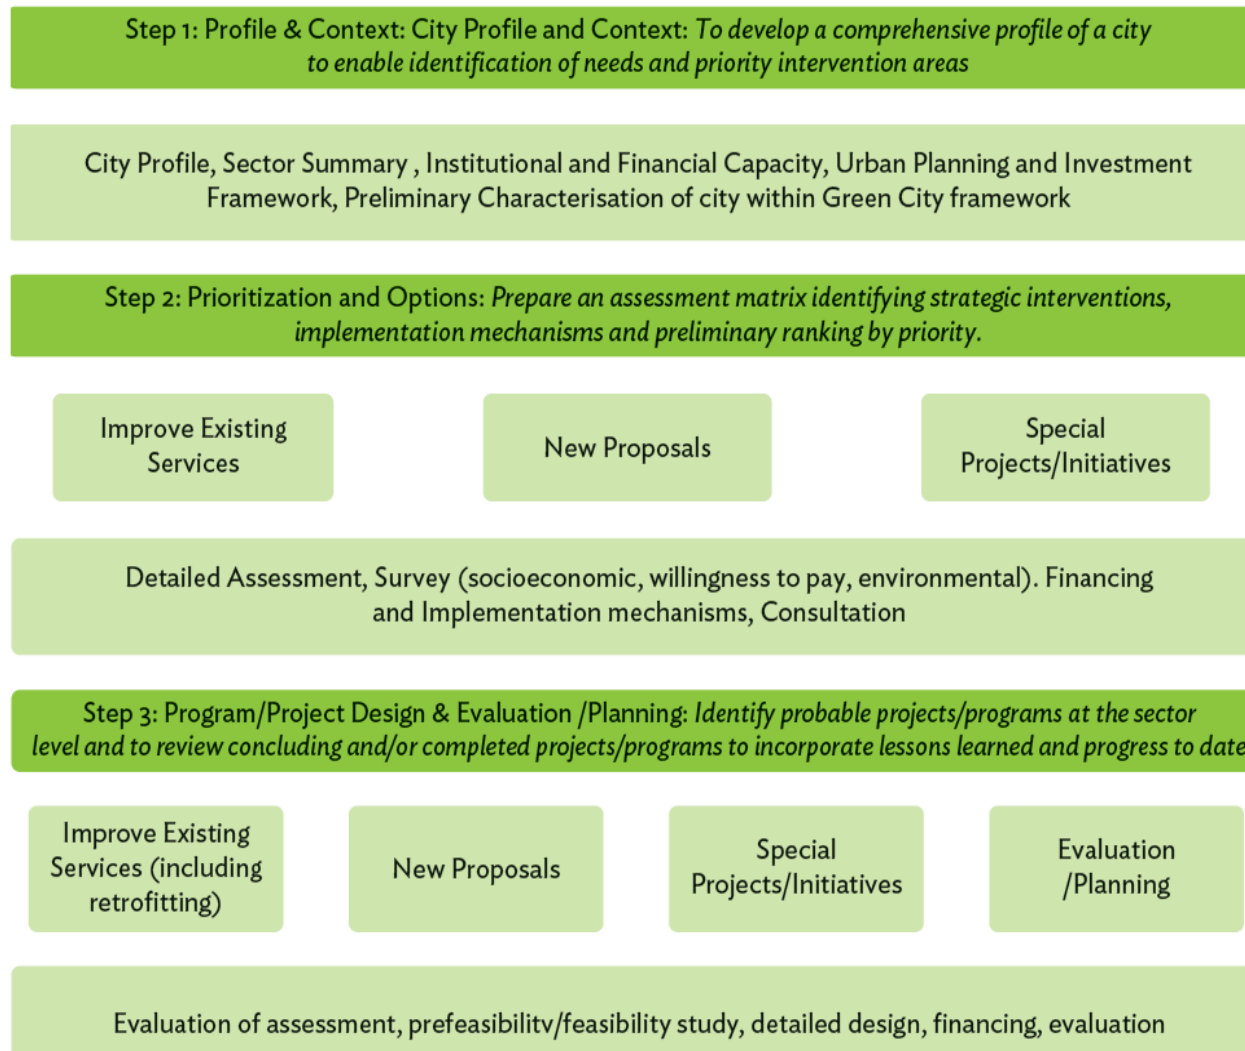 Step 1: Profile & Context: City Profile and Context: To develop a comprehensive profile of a city
to enable identification of needs and priority intervention areas
City Profile, Sector Summary , Institutional and Financial Capacity, Urban Planning and Investment
Framework, Preliminary Characterisation of city within Green City framework
Step 2: Prioritization and Options: Prepare an assessment matrix identifying strategic interventions,
implementation mechanisms and preliminary ranking by priority.
Improve Existing
Services
New Proposals
Special
Projects/Initiatives
Detailed Assessment, Survey (socioeconomic, willingness to pay, environmental). Financing
and Implementation mechanisms, Consultation
Step 3: Program/Project Design & Evaluation /Planning: Identify probable projects/programs at the sector
level and to review concluding and/or completed projects/programs to incorporate lessons learned and progress to date
Improve Existing
Services (including
retrofitting)
New Proposals
Special
Projects/Initiatives
Evaluation
/Planning
Evaluation of assessment, prefeasibility/feasibility study, detailed design, financing, evaluation